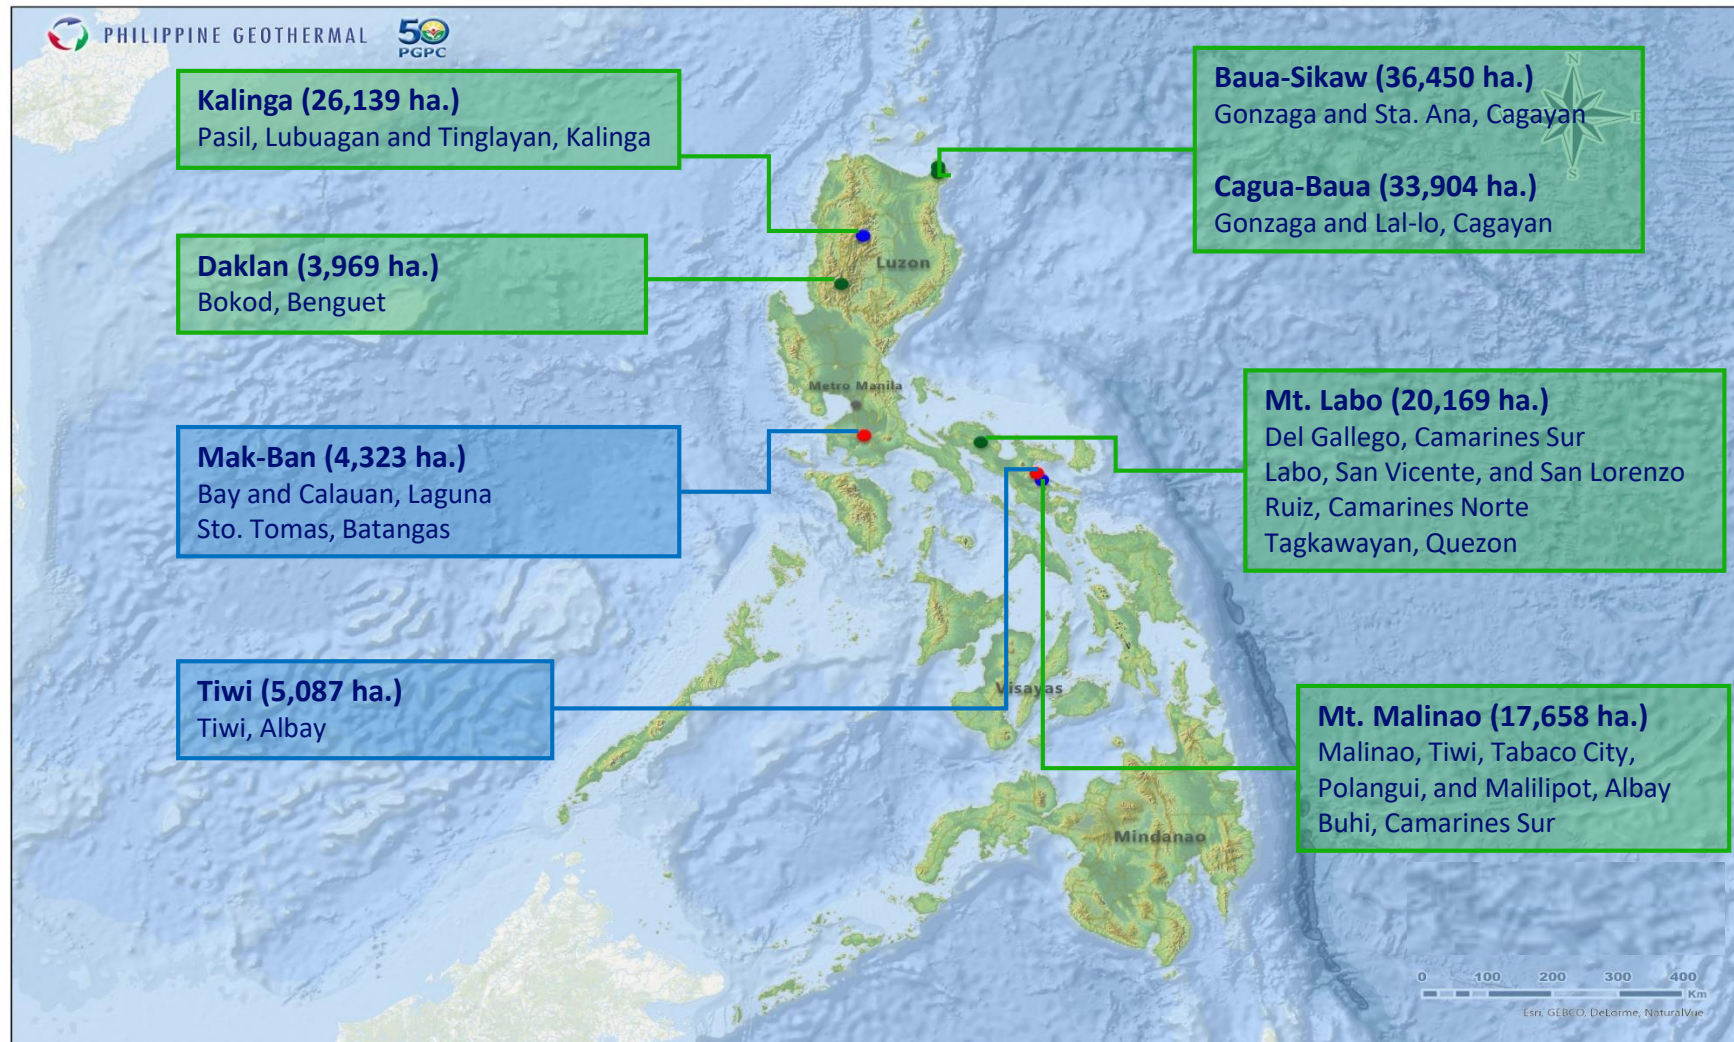 PHILIPPINE GEOTHERMAL
50
PGPC
Kalinga (26,139 ha.)
Pasil, Lubuagan and Tinglayan, Kalinga
Baua-Sikaw (36,450 ha.)
Gonzaga and Sta. Ana, Cagayan
Cagua-Baua (33,904 ha.)
Gonzaga and Lal-lo, Cagayan
N
E
S
Daklan (3,969 ha.)
Bokod, Benguet
Luzon
Metro Manila
Mak-Ban (4,323 ha.)
Bay and Calauan, Laguna
Sto. Tomas, Batangas
Mt. Labo (20,169 ha.)
Del Gallego, Camarines Sur
Labo, San Vicente, and San Lorenzo
Ruiz, Camarines Norte
Tagkawayan, Quezon
Tiwi (5,087 ha.)
Tiwi, Albay
Visayas
Mt. Malinao (17,658 ha.)
Malinao, Tiwi, Tabaco City,
Polangui, and Malilipot, Albay
Buhi, Camarines Sur
Mindanao
0 100 200 300 400
Km
Esri, GEBCO, DeLorme, NaturalVue